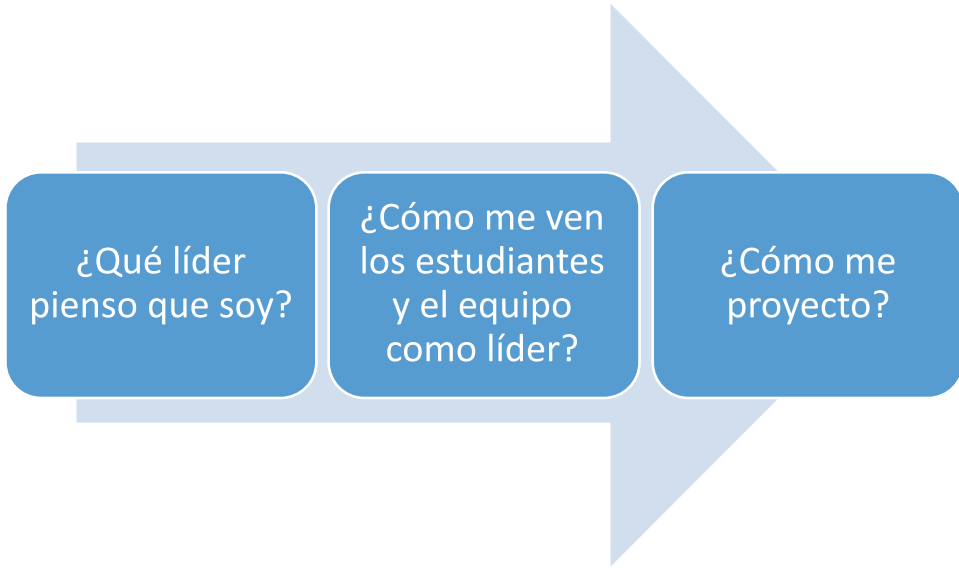 ¿Qué líder
pienso que soy?
¿Cómo me ven
los estudiantes
y el equipo
como líder?
¿Cómo me
proyecto?